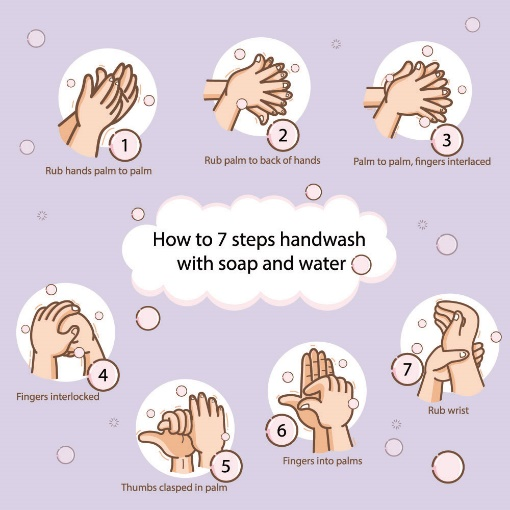 1
Rub hands palm to palm
2
Rub palm to back of hands
3
Palm to palm, fingers interlaced
How to 7 steps handwash
with soap and water
4
Fingers interlocked
5
Thumbs clasped in palm
6
Fingers into palms
7
Rub wrist